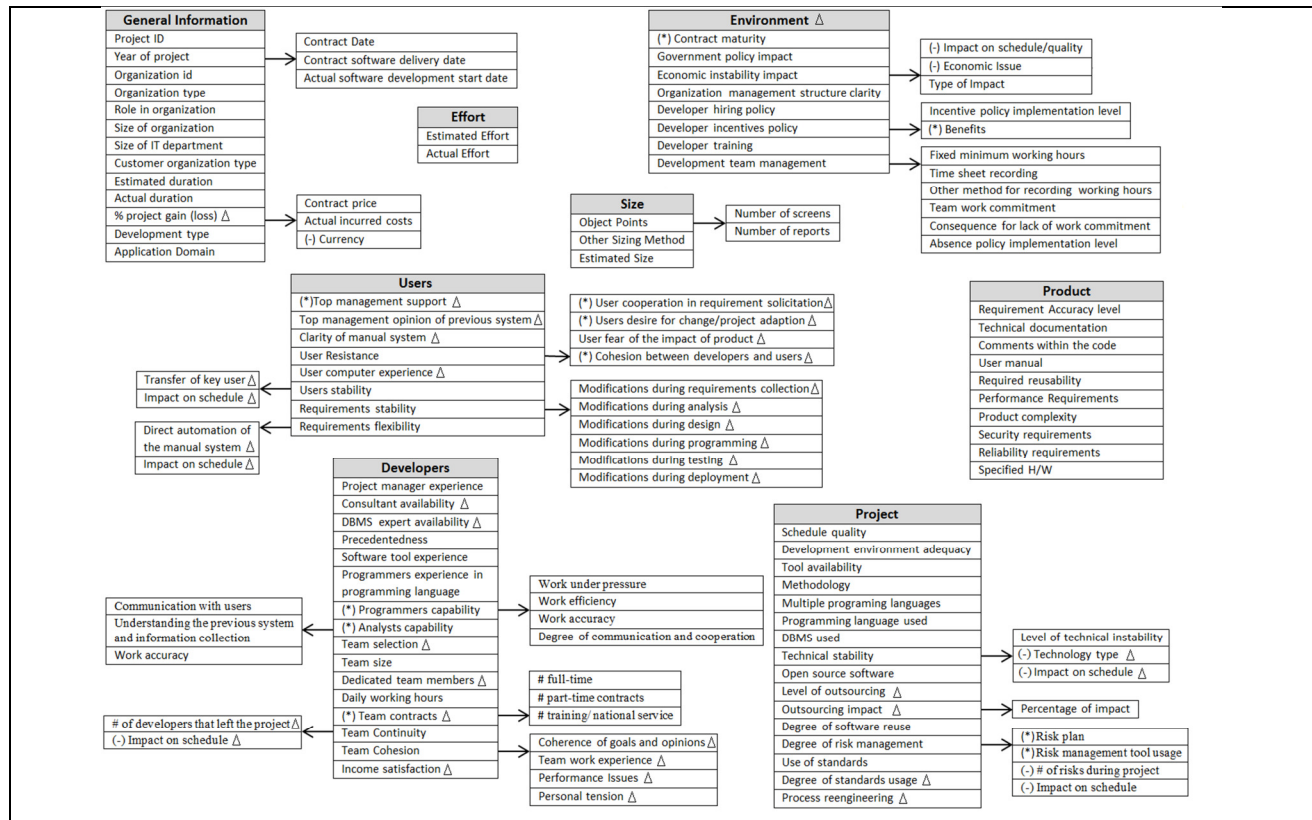 General Information
Project ID
Year of project
Organization id
Organization type
Role in organization
Size of organization
Size of IT department
Customer organization type
Estimated duration
Actual duration
% project gain (loss) △
Development type
Application Domain
Contract Date
Contract software delivery date
Actual software development start date
Contract price
Actual incurred costs
(-) Currency
Effort
Estimated Effort
Actual Effort
Environment △
(*) Contract maturity
Government policy impact
Economic instability impact
Organization management structure clarity
Developer hiring policy
Developer incentives policy
Developer training
Development team management
(-) Impact on schedule/quality
(-) Economic Issue
Type of Impact
Incentive policy implementation level
(*) Benefits
Fixed minimum working hours
Time sheet recording
Other method for recording working hours
Team work commitment
Consequence for lack of work commitment
Absence policy implementation level
Size
Object Points
Other Sizing Method
Estimated Size
Number of screens
Number of reports
Users
(*)Top management support △
Top management opinion of previous system △
Clarity of manual system △
User Resistance
User computer experience △
Users stability
Requirements stability
Requirements flexibility
(*) User cooperation in requirement solicitation△
(*) Users desire for change/project adaption △
User fear of the impact of product △
(*) Cohesion between developers and users △
Transfer of key user △
Impact on schedule △
Direct automation of
the manual system △
Impact on schedule △
Modifications during requirements collection△
Modifications during analysis △
Modifications during design △
Modifications during programming △
Modifications during testing △
Modifications during deployment △
Product
Requirement Accuracy level
Technical documentation
Comments within the code
User manual
Required reusability
Performance Requirements
Product complexity
Security requirements
Reliability requirements
Specified H/W
Developers
Project manager experience
Consultant availability △
DBMS expert availability △
Precedentedness
Software tool experience
Programmers experience in
programming language
(*) Programmers capability
(*) Analysts capability
Team selection △
Team size
Dedicated team members △
Daily working hours
(*) Team contracts △
Team Continuity
Team Cohesion
Income satisfaction △
Communication with users
Understanding the previous system
and information collection
Work accuracy
# of developers that left the project△
(-) Impact on schedule △
Work under pressure
Work efficiency
Work accuracy
Degree of communication and cooperation
# full-time
# part-time contracts
# training/ national service
Coherence of goals and opinions △
Team work experience △
Performance Issues △
Personal tension △
Project
Schedule quality
Development environment adequacy
Tool availability
Methodology
Multiple programing languages
Programming language used
DBMS used
Technical stability
Open source software
Level of outsourcing △
Outsourcing impact △
Degree of software reuse
Degree of risk management
Use of standards
Degree of standards usage △
Process reengineering △
Level of technical instability
(-) Technology type △
(-) Impact on schedule △
Percentage of impact
(*)Risk plan
(*)Risk management tool usage
(-) # of risks during project
(-) Impact on schedule